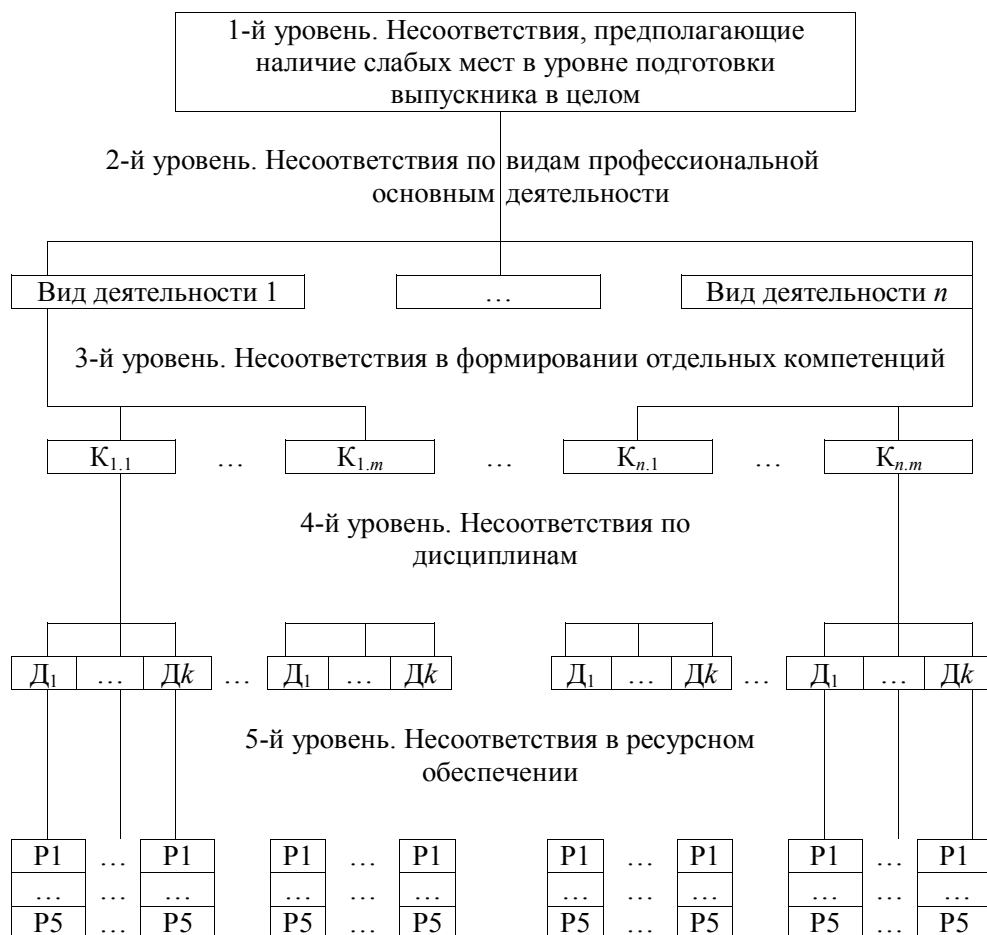 1-й уровень. Несоответствия, предполагающие
наличие слабых мест в уровне подготовки
выпускника в целом
2-й уровень. Несоответствия по видам профессиональной
основным деятельности
Вид деятельности 1 … Вид деятельности n
3-й уровень. Несоответствия в формировании отдельных компетенций
К1.1 … К1.m … Кn.1 … Кn.m
4-й уровень. Несоответствия по
дисциплинам
Д1 … Дk … Д1 … Дk Д1 … Дk … Д1 … Дk
5-й уровень. Несоответствия в ресурсном
обеспечении
Р1 … Р1 Р1 … Р1 Р1 … Р1 Р1 … Р1
… … … … … … … … … … … …
Р5 … Р5 Р5 … Р5 Р5 … Р5 Р5 … Р5